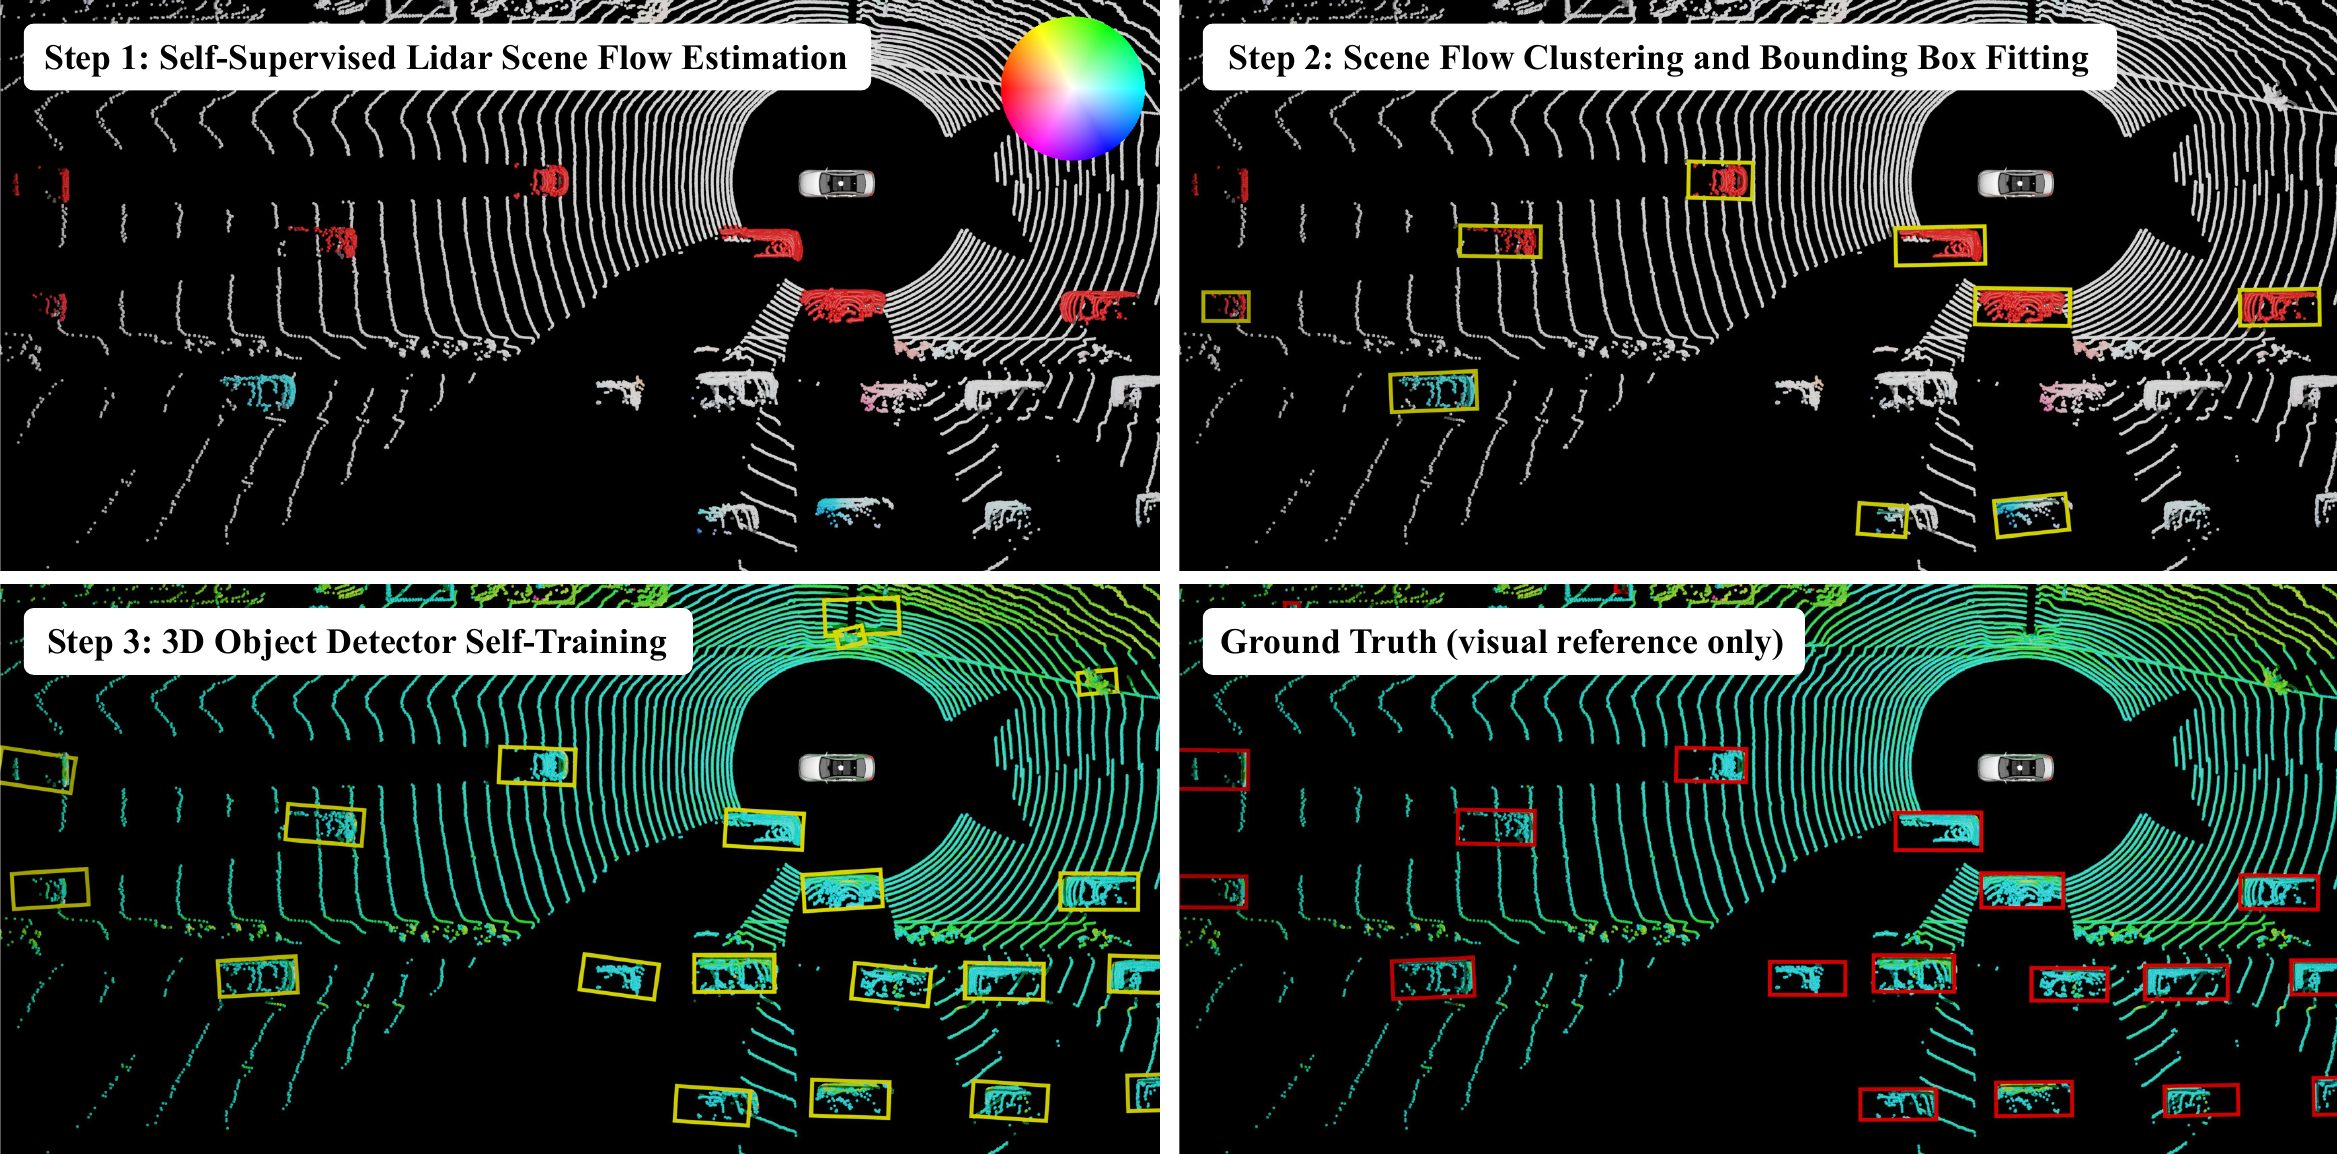 Step 1: Self-Supervised Lidar Scene Flow Estimation
Step 2: Scene Flow Clustering and Bounding Box Fitting
Step 3: 3D Object Detector Self-Training
Ground Truth (visual reference only)